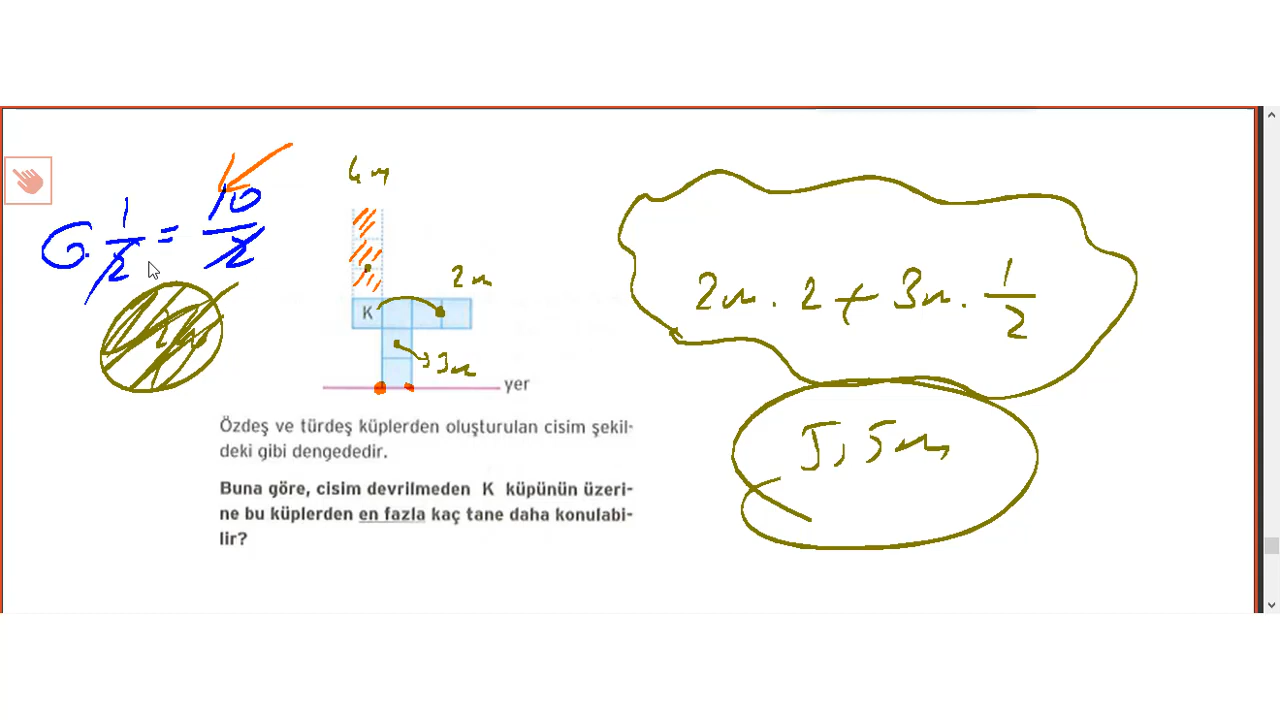 G. 1/2 = 10/2
4m
2m
K
3m
yer
2m . 2 + 3m . 1/2
5,5m
Özdeş ve türdeş küplerden oluşturulan cisim şekil-
deki gibi dengededir.
Buna göre, cisim devrilmeden K küpünün üzeri-
ne bu küplerden en fazla kaç tane daha konulabi-
lir?